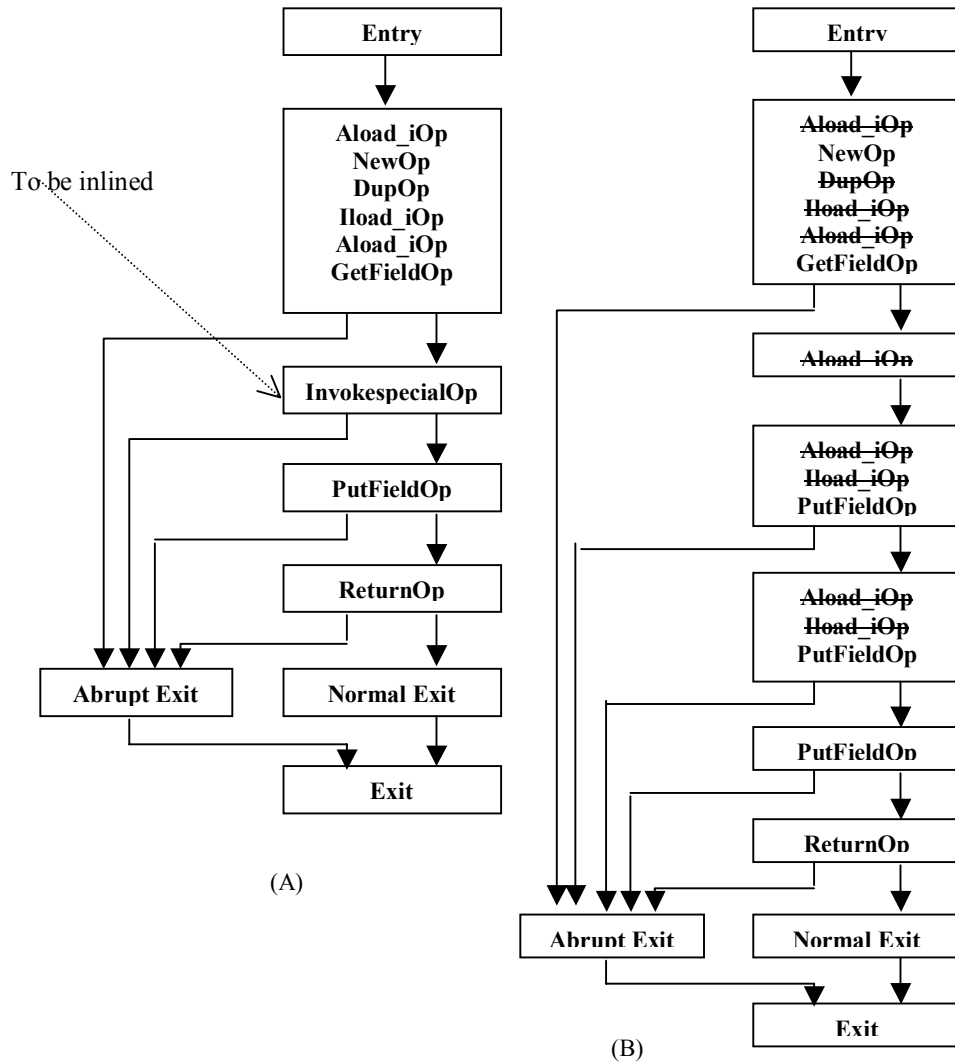 Entry
Aload_iOp
NewOp
DupOp
Iload_iOp
Aload_iOp
GetFieldOp
To be inlined
InvokespecialOp
PutFieldOp
ReturnOp
Abrupt Exit
Normal Exit
Exit
(A)
Entry
Aload_iOp
NewOp
DupOp
Iload_iOp
Aload_iOp
GetFieldOp
Aload_iOp
Aload_iOp
Iload_iOp
PutFieldOp
Aload_iOp
Iload_iOp
PutFieldOp
PutFieldOp
ReturnOp
Abrupt Exit
Normal Exit
Exit
(B)